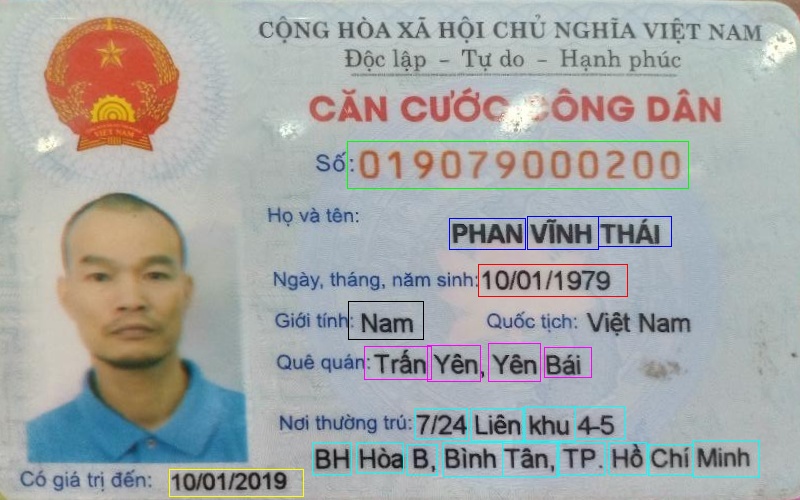 CỘNG HÒA XÃ HỘI CHỦ NGHĨA VIỆT NAM
Độc lập - Tự do - Hạnh phúc
VIỆT NAM
CĂN CƯỚC CÔNG DÂN
Số: 019079000200
Họ và tên:
PHAN VĨNH THÁI
Ngày, tháng, năm sinh: 10/01/1979
Giới tính: Nam Quốc tịch: Việt Nam
Quê quán: Trấn Yên, Yên Bái
Nơi thường trú: 7/24 Liên khu 4-5
BH Hòa B, Bình Tân, TP. Hồ Chí Minh
Có giá trị đến: 10/01/2019